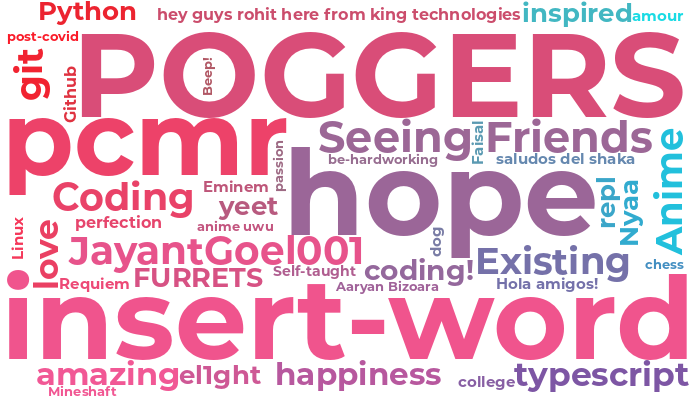 Python
hey guys rohit here from king technologies
inspired
amour
post-covid
git
Github
POGGERS
Beep!
pcmr
Seeing
Faisal
Friends
passion
be-hardworking
saludos del shaka
Anime
hope
Coding
Eminem
yeet
repl
Nyaa
perfection
anime uwu
Linux
love
JayantGoel001
dog
Existing
chess
Requiem
FURRETS
Self-taught
coding!
Aaryan Bizoara
Hola amigos!
insert-word
amazing
el1ght
happiness
college
typescript
Mineshaft